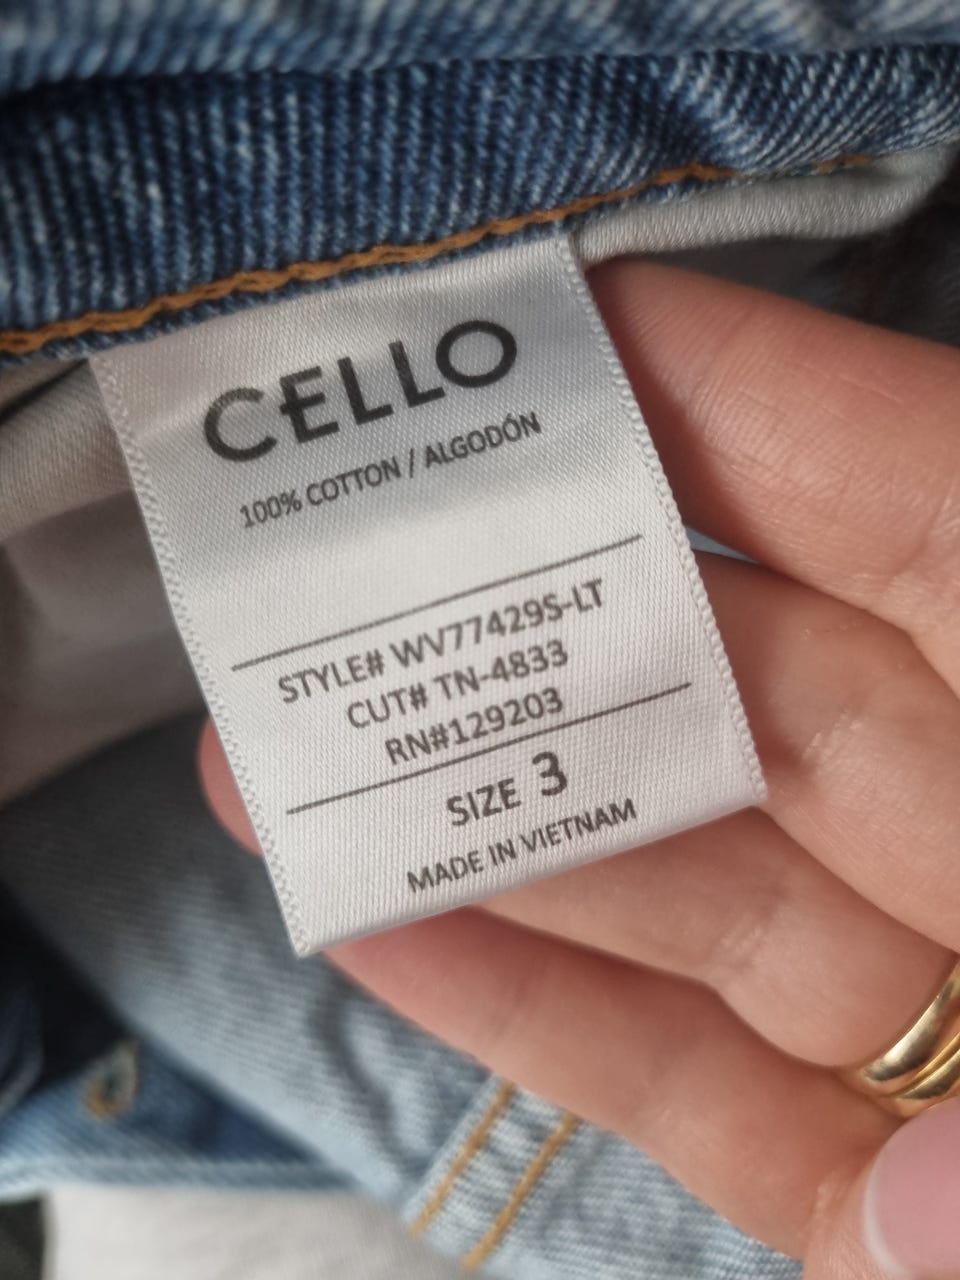 CELLO
100% COTTON / ALGODÓN
STYLE# WV77429S-LT
CUT# TN-4833
RN#129203
SIZE 3
MADE IN VIETNAM